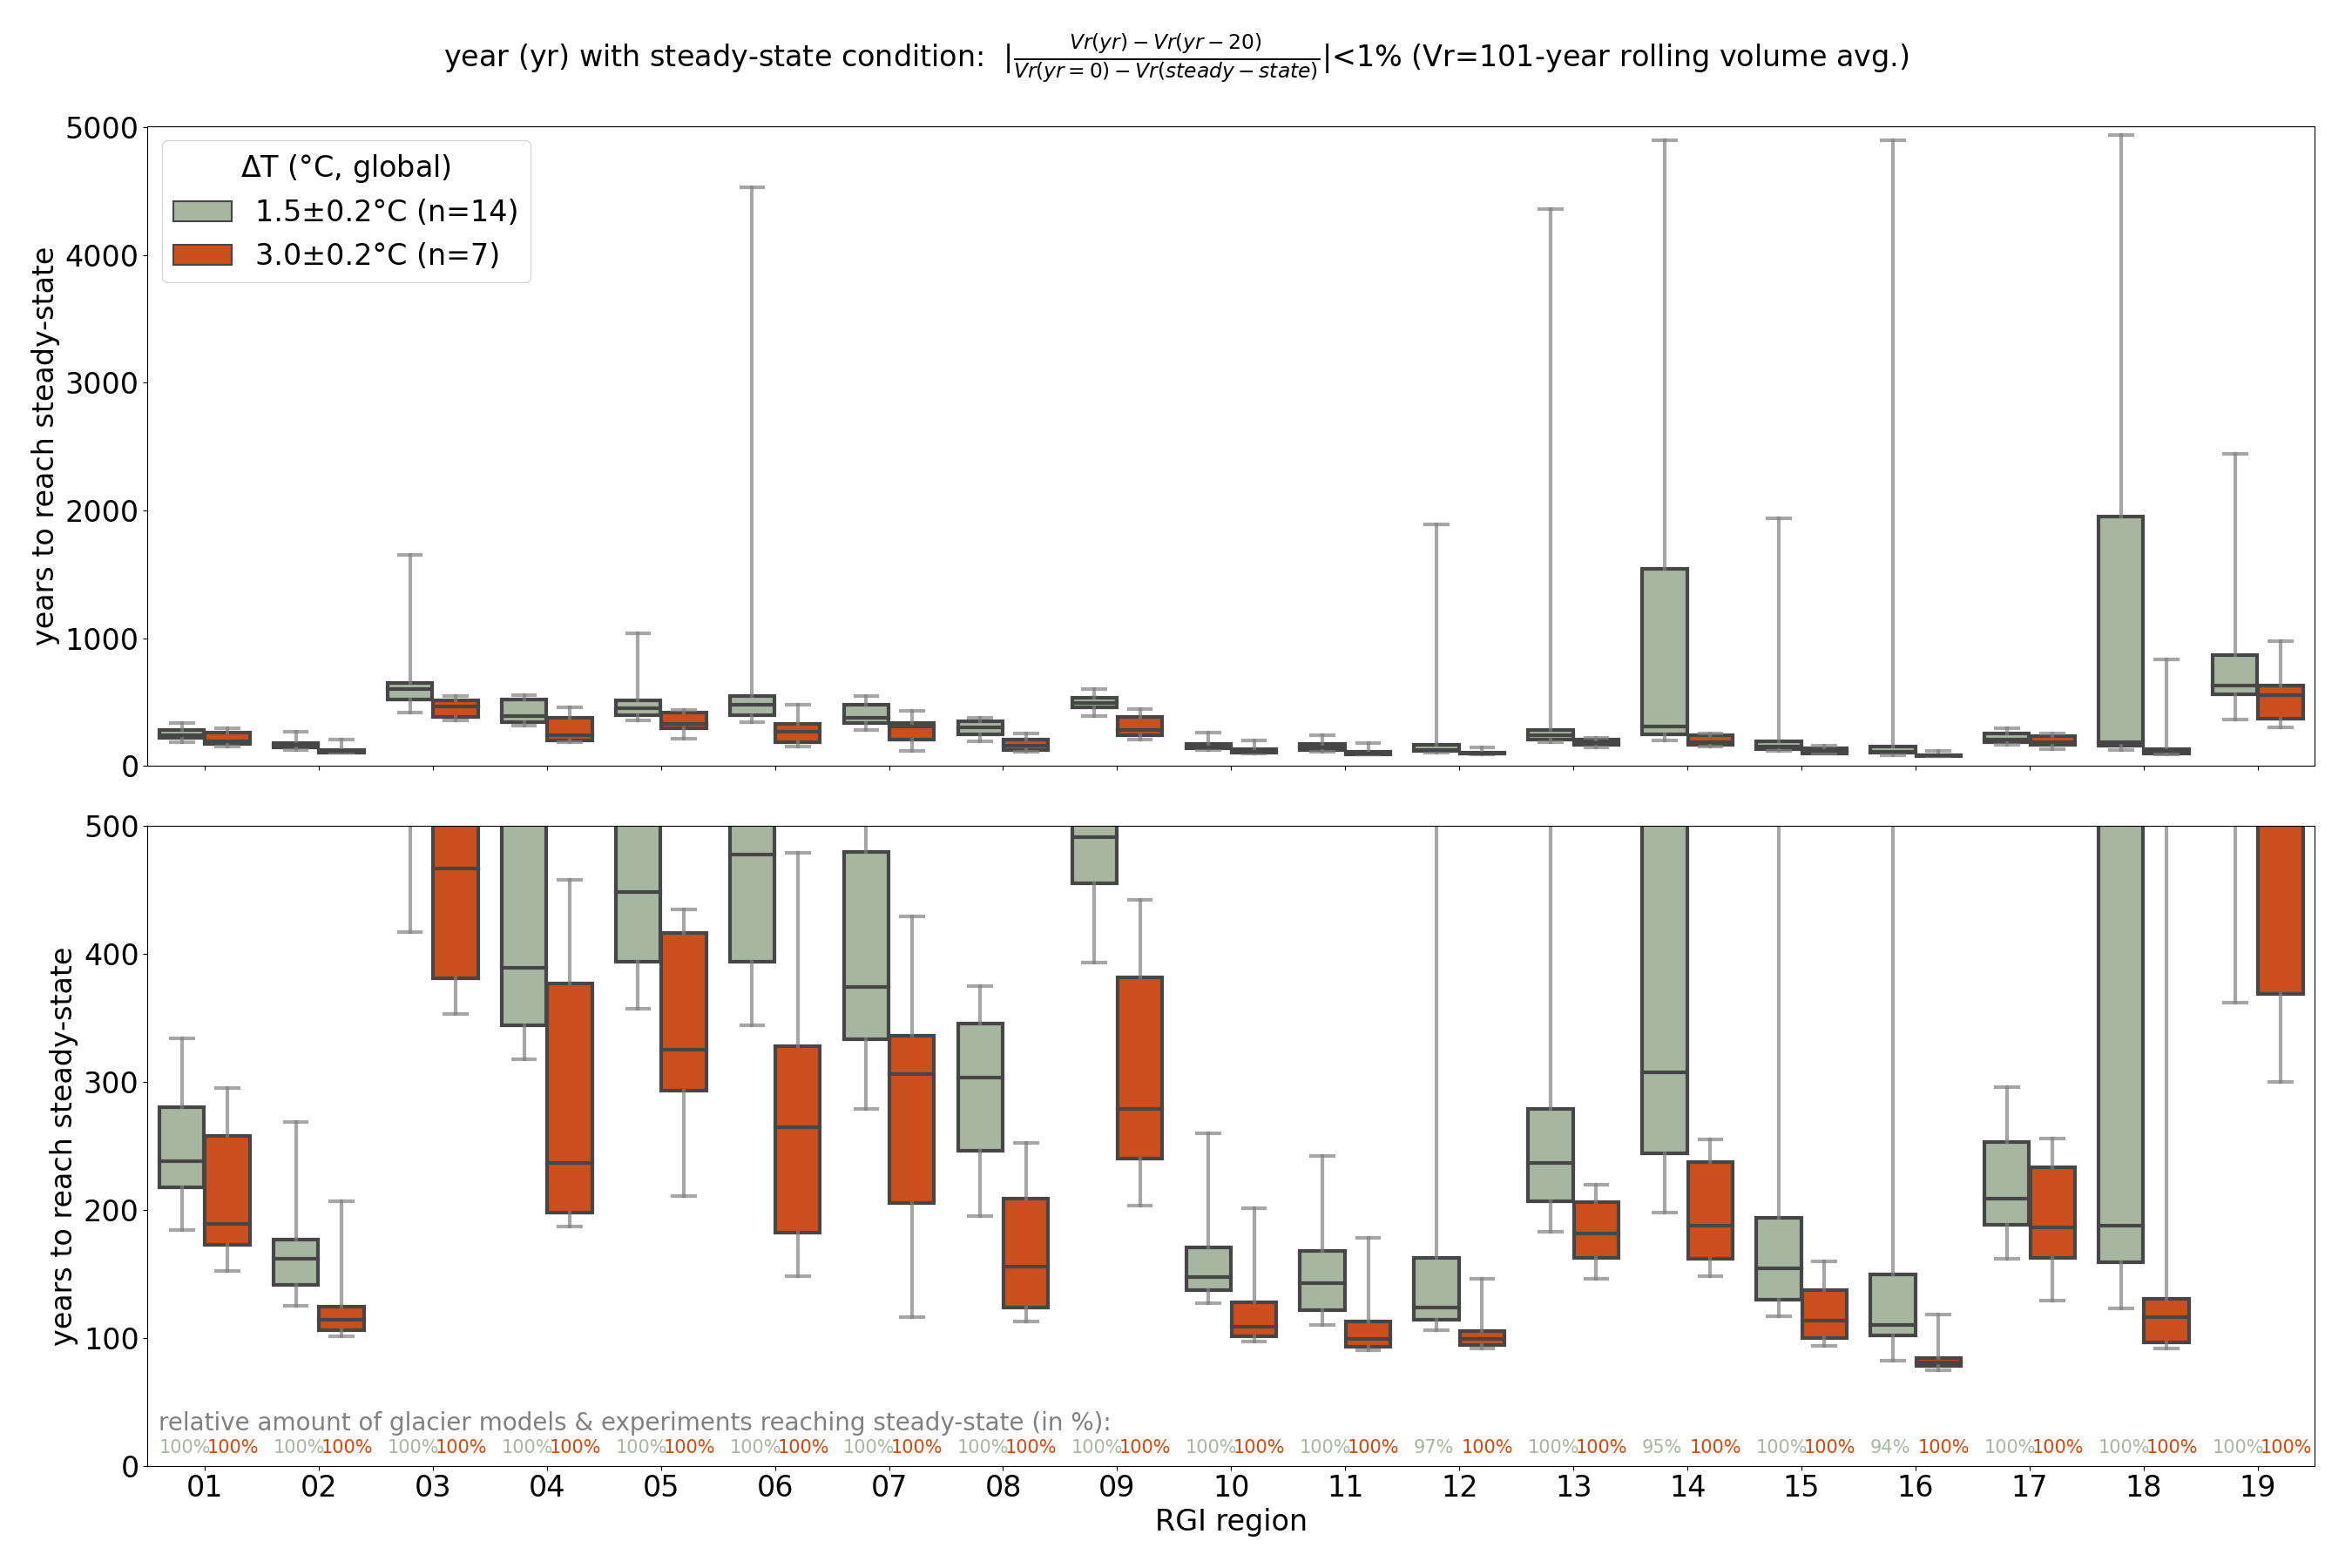 year (yr) with steady-state condition: |Vr(yr) − Vr(yr − 20) / Vr(yr = 0) − Vr(steady − state)|<1% (Vr=101-year rolling volume avg.)
years to reach steady-state
5000
4000
3000
2000
1000
0
ΔT (°C, global)
1.5±0.2°C (n=14)
3.0±0.2°C (n=7)
years to reach steady-state
500
400
300
200
100
0
relative amount of glacier models & experiments reaching steady-state (in %):
100% 100% 100% 100% 100% 100% 100% 100% 100% 100% 100% 100% 100% 100% 100% 100% 100% 100% 100% 100% 100% 100% 97% 100% 100% 100% 95% 100% 100% 100% 94% 100% 100% 100% 100% 100% 100% 100%
01 02 03 04 05 06 07 08 09 10 11 12 13 14 15 16 17 18 19
RGI region